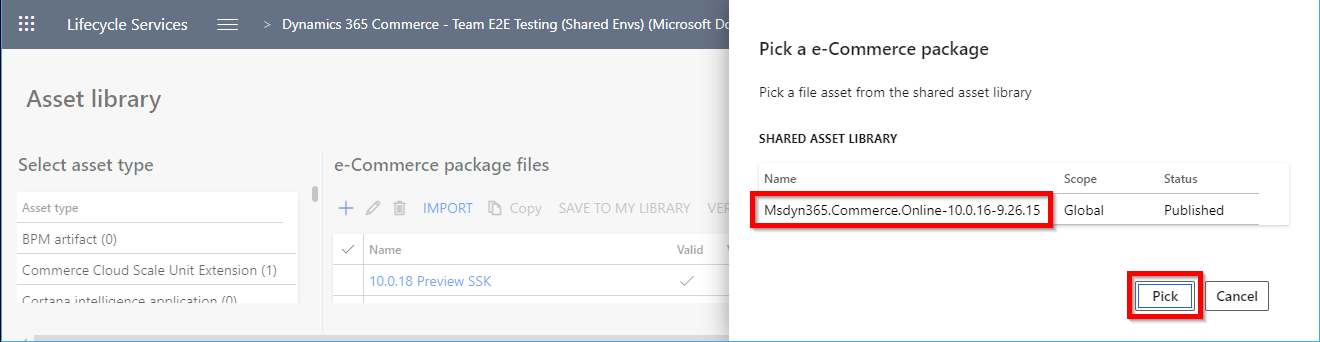 Lifecycle Services
> Dynamics 365 Commerce - Team E2E Testing (Shared Envs) (Microsoft Do
Asset library
Select asset type
Asset type
BPM artifact (0)
Commerce Cloud Scale Unit Extension (1)
Cortana intelligence application (0)
e-Commerce package files
IMPORT Copy SAVE TO MY LIBRARY VER
Name Valid
10.0.18 Preview SSK
Pick a e-Commerce package
Pick a file asset from the shared asset library
SHARED ASSET LIBRARY
Name Scope Status
Msdyn365.Commerce.Online-10.0.16-9.26.15 Global Published
Pick Cancel